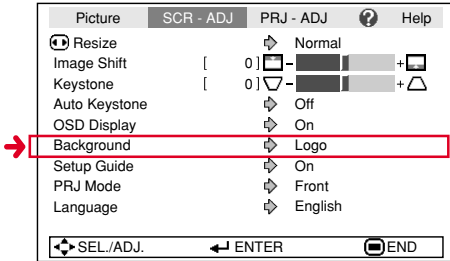 Picture SCR - ADJ PRJ - ADJ ? Help
Resize Normal
Image Shift [ 0 ] - +
Keystone [ 0 ] - +
Auto Keystone Off
OSD Display On
Background Logo
Setup Guide On
PRJ Mode Front
Language English
SEL./ADJ. ENTER END